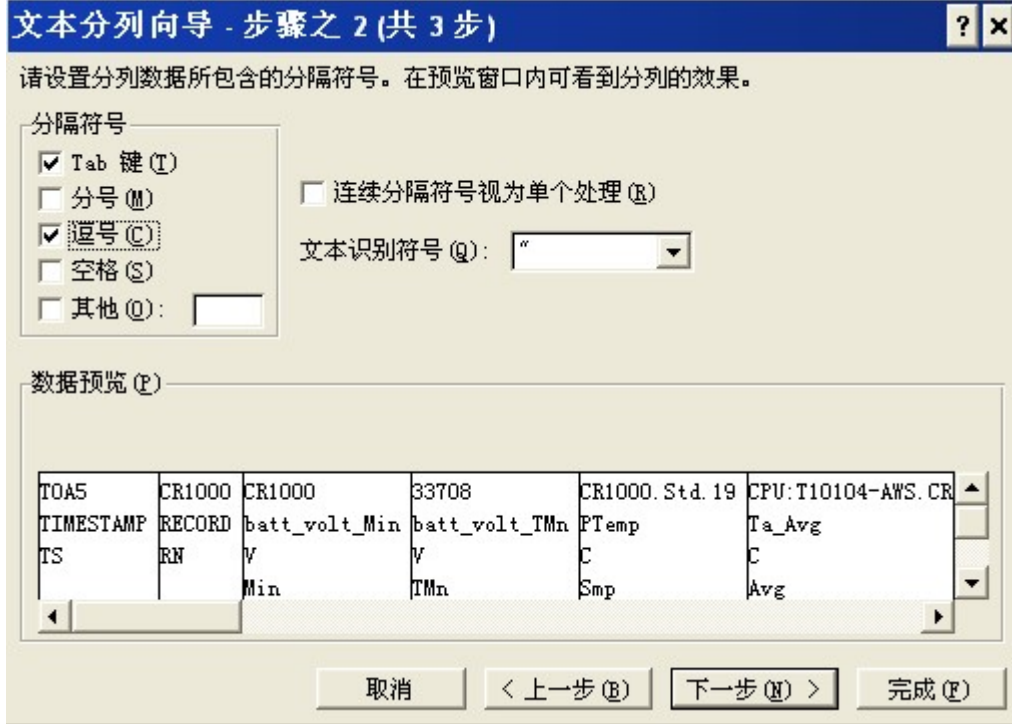 文本分列向导 - 步骤之 2 (共 3 步)
请设置分列数据所包含的分隔符号。在预览窗口内可看到分列的效果。
分隔符号
Tab 键(T)
分号(M)
连续分隔符号视为单个处理(R)
逗号(C)
文本识别符号(Q): "
空格(S)
其他(O):
数据预览(P)
TOA5 CR1000 CR1000 33708 CR1000.Std.19 CPU:T10104-AWS.CR
TIMESTAMP RECORD batt_volt_Min batt_volt_TMn PTemp Ta_Avg
TS RN V V C C
Min TMn Smp Avg
取消 < 上一步(B) 下一步(N) > 完成(F)